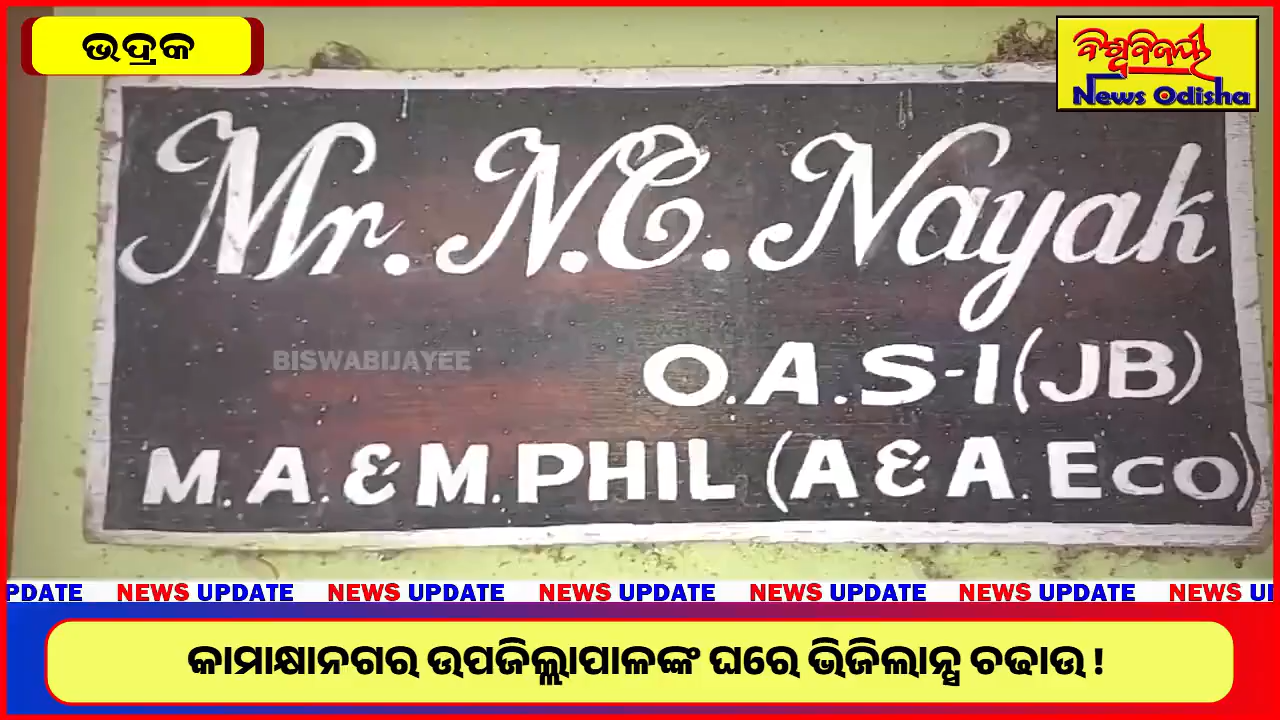 ଭଦ୍ରକ
ବିଶ୍ୱବିଜୟୀ
News Odisha
Mr. N.C. Nayak
BISWABIJAYEE
O.A.S-I(JB)
M.A. & M.PHIL (A & A. Eco)
PDATE NEWS UPDATE NEWS UPDATE NEWS UPDATE NEWS UPDATE NEWS UPDATE NEWS U
କାମାକ୍ଷାନଗର ଉପଜିଲ୍ଲାପାଳଙ୍କ ଘରେ ଭିଜିଲାନ୍ସ ଚଢାଉ !